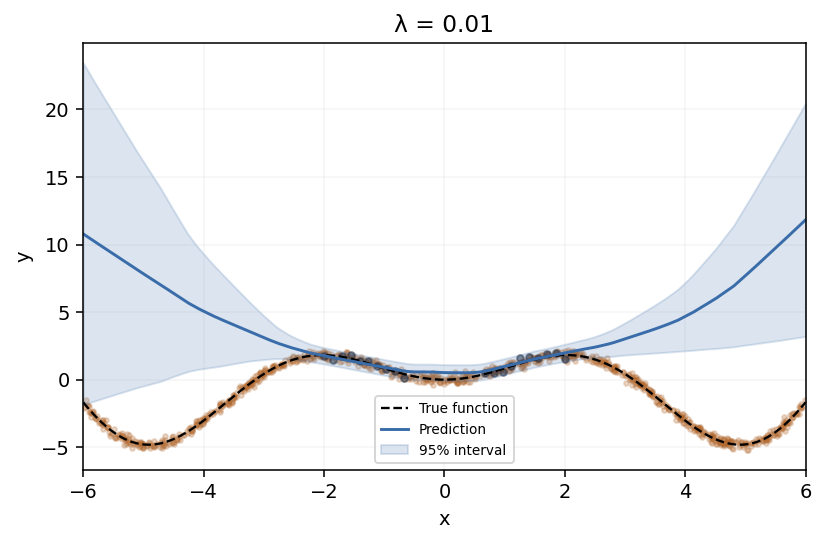 λ = 0.01
y
20
15
10
5
0
−5
−6
−4
−2
0
2
4
6
x
True function
Prediction
95% interval